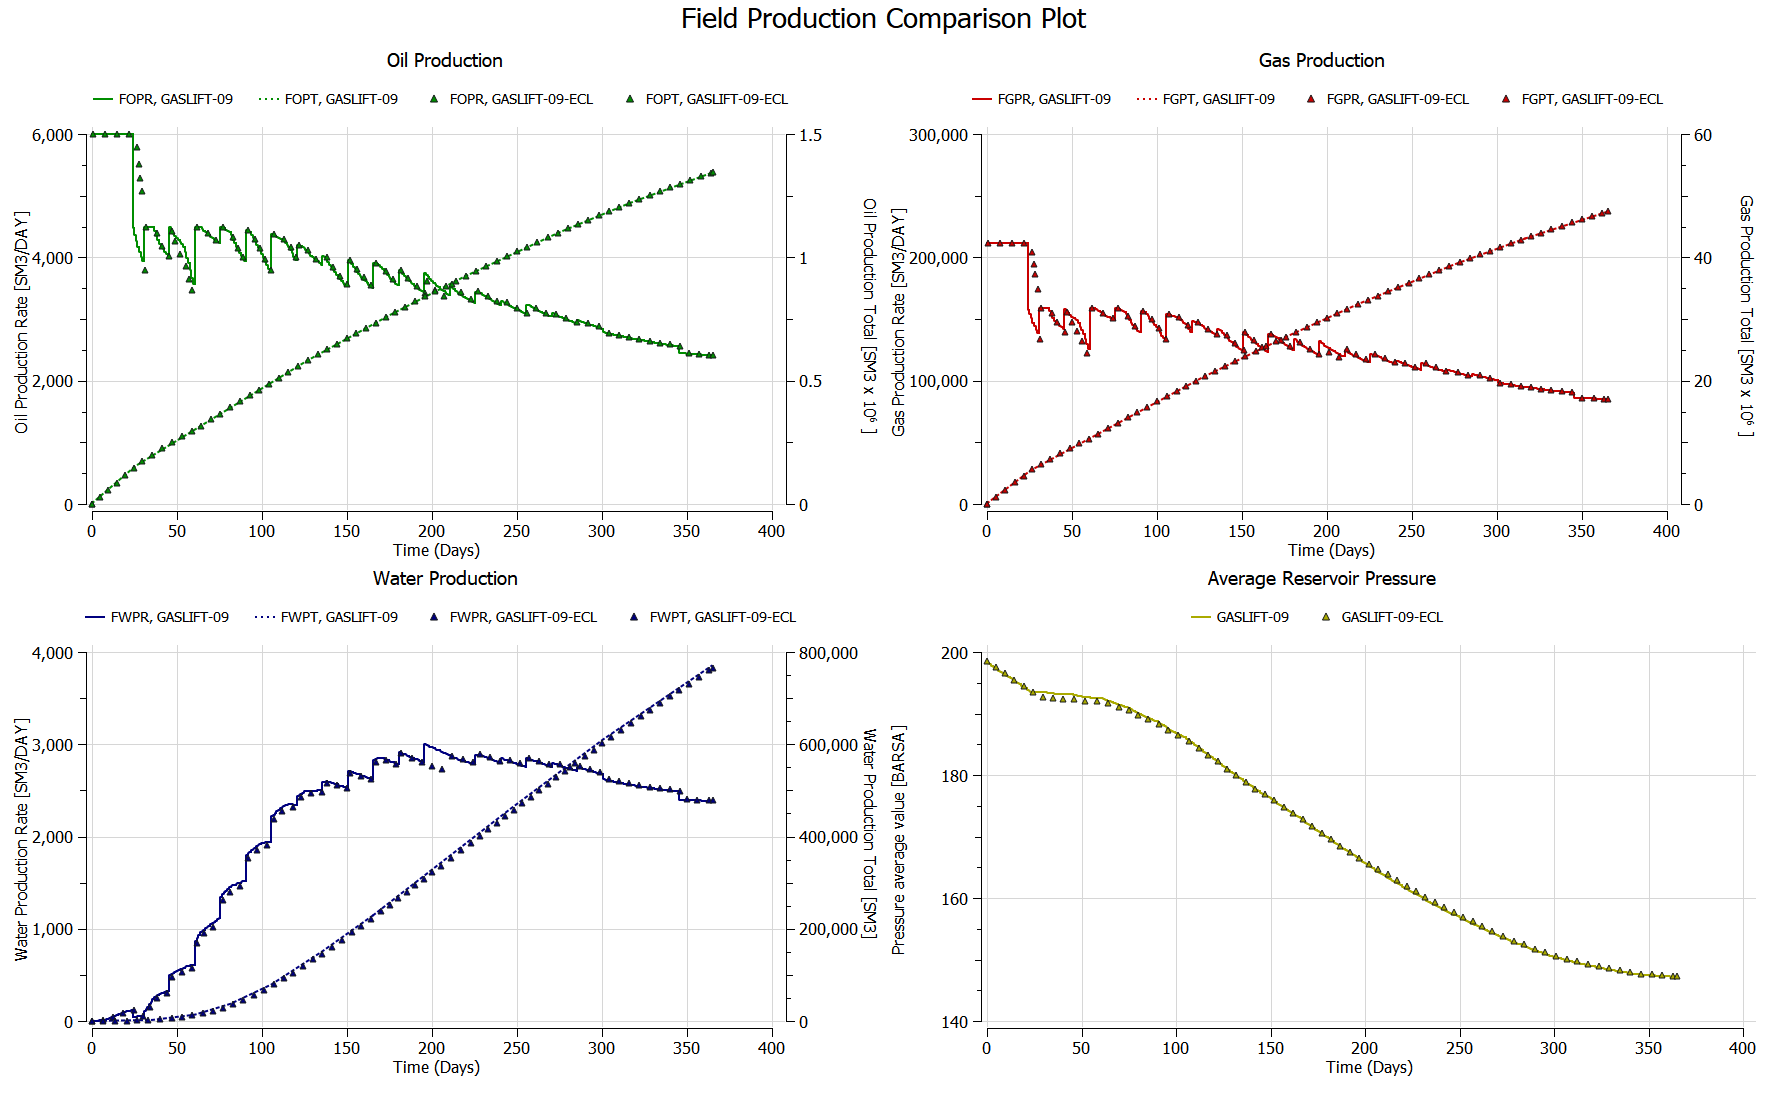 Field Production Comparison Plot
Oil Production
FOPR, GASLIFT-09 FOPT, GASLIFT-09 FOPR, GASLIFT-09-ECL FOPT, GASLIFT-09-ECL
6,000
4,000
2,000
0
Oil Production Rate [SM3/DAY]
1.5
1
0.5
0
Oil Production Total [SM3 x 10⁶ ]
0 50 100 150 200 250 300 350 400
Time (Days)
Gas Production
FGPR, GASLIFT-09 FGPT, GASLIFT-09 FGPR, GASLIFT-09-ECL FGPT, GASLIFT-09-ECL
300,000
200,000
100,000
0
Gas Production Rate [SM3/DAY]
60
40
20
0
Gas Production Total [SM3 x 10⁶ ]
0 50 100 150 200 250 300 350 400
Time (Days)
Water Production
FWPR, GASLIFT-09 FWPT, GASLIFT-09 FWPR, GASLIFT-09-ECL FWPT, GASLIFT-09-ECL
4,000
3,000
2,000
1,000
0
Water Production Rate [SM3/DAY]
800,000
600,000
400,000
200,000
0
Water Production Total [SM3]
0 50 100 150 200 250 300 350 400
Time (Days)
Average Reservoir Pressure
GASLIFT-09 GASLIFT-09-ECL
200
180
160
140
Pressure average value [BARSA]
0 50 100 150 200 250 300 350 400
Time (Days)